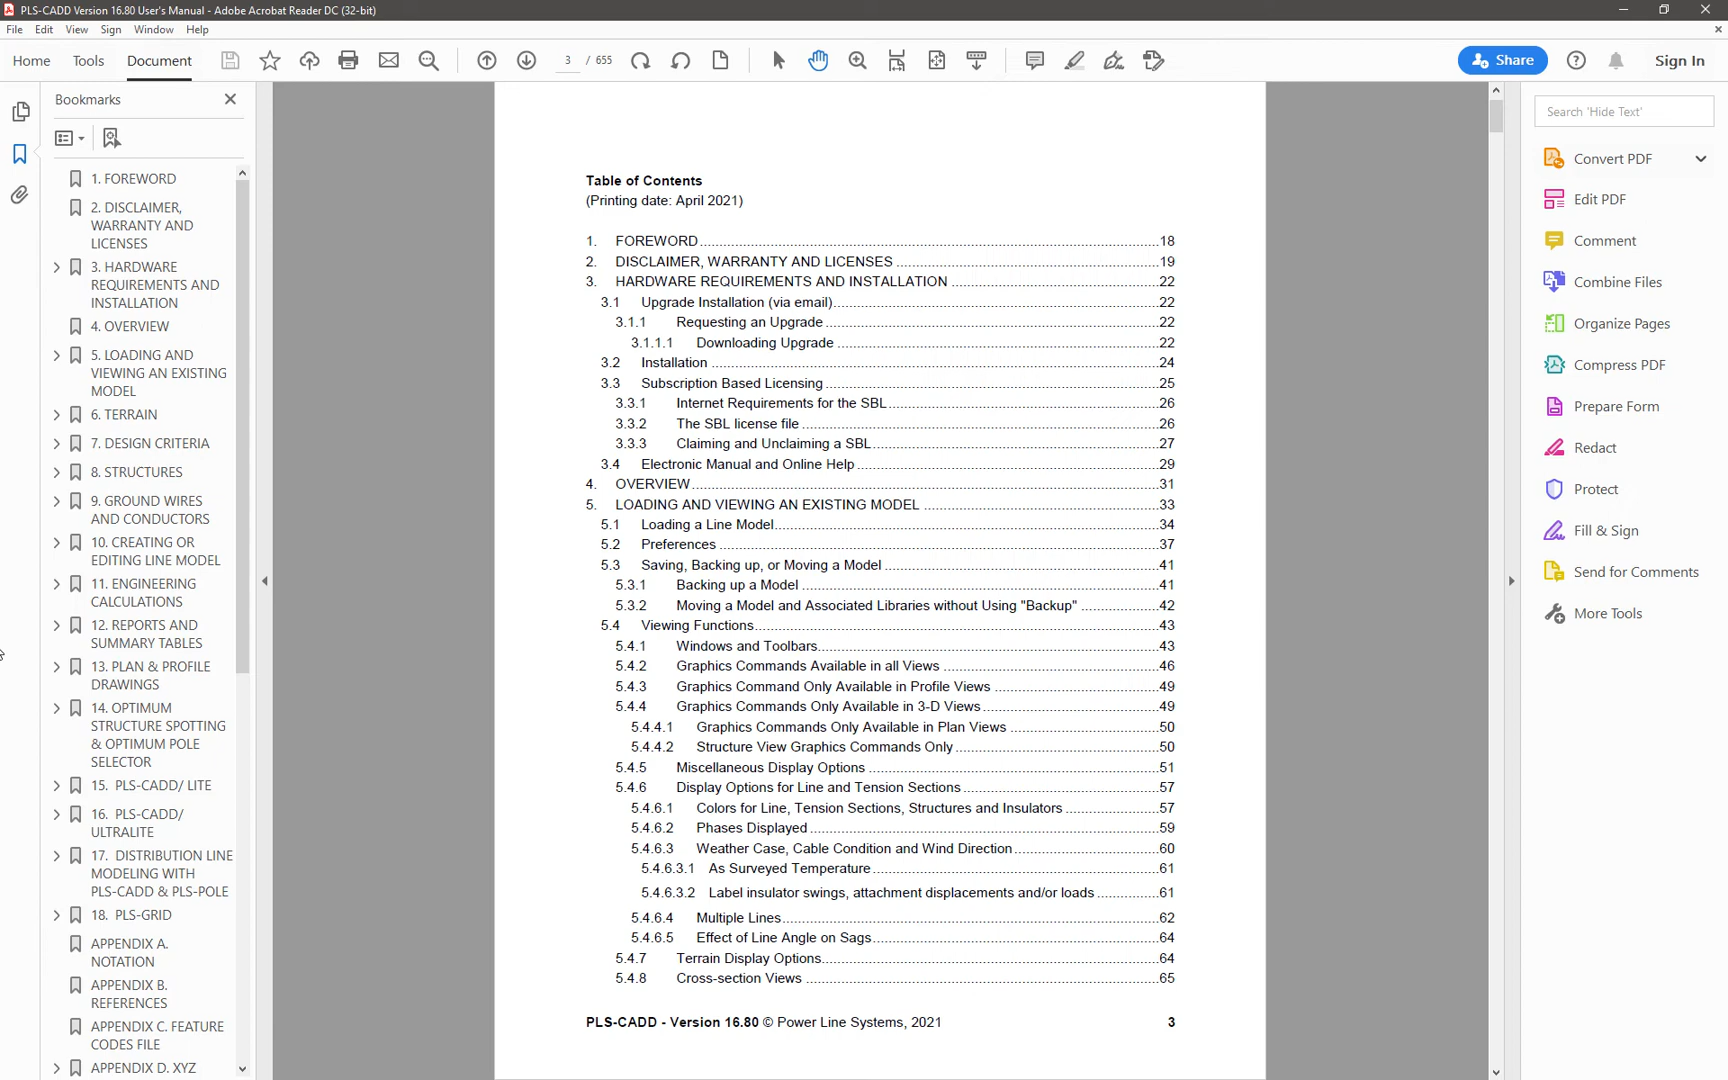 PLS-CADD Version 16.80 User's Manual - Adobe Acrobat Reader DC (32-bit)
File Edit View Sign Window Help
Home Tools Document 3 / 655 Share Sign In
Bookmarks
1. FOREWORD
2. DISCLAIMER,
WARRANTY AND
LICENSES
3. HARDWARE
REQUIREMENTS AND
INSTALLATION
4. OVERVIEW
5. LOADING AND
VIEWING AN EXISTING
MODEL
6. TERRAIN
7. DESIGN CRITERIA
8. STRUCTURES
9. GROUND WIRES
AND CONDUCTORS
10. CREATING OR
EDITING LINE MODEL
11. ENGINEERING
CALCULATIONS
12. REPORTS AND
SUMMARY TABLES
13. PLAN & PROFILE
DRAWINGS
14. OPTIMUM
STRUCTURE SPOTTING
& OPTIMUM POLE
SELECTOR
15. PLS-CADD/ LITE
16. PLS-CADD/
ULTRALITE
17. DISTRIBUTION LINE
MODELING WITH
PLS-CADD & PLS-POLE
18. PLS-GRID
APPENDIX A.
NOTATION
APPENDIX B.
REFERENCES
APPENDIX C. FEATURE
CODES FILE
APPENDIX D. XYZ
Table of Contents
(Printing date: April 2021)
1. FOREWORD 18
2. DISCLAIMER, WARRANTY AND LICENSES 19
3. HARDWARE REQUIREMENTS AND INSTALLATION 22
3.1 Upgrade Installation (via email) 22
3.1.1 Requesting an Upgrade 22
3.1.1.1 Downloading Upgrade 22
3.2 Installation 24
3.3 Subscription Based Licensing 25
3.3.1 Internet Requirements for the SBL 26
3.3.2 The SBL license file 26
3.3.3 Claiming and Unclaiming a SBL 27
3.4 Electronic Manual and Online Help 29
4. OVERVIEW 31
5. LOADING AND VIEWING AN EXISTING MODEL 33
5.1 Loading a Line Model 34
5.2 Preferences 37
5.3 Saving, Backing up, or Moving a Model 41
5.3.1 Backing up a Model 41
5.3.2 Moving a Model and Associated Libraries without Using "Backup" 42
5.4 Viewing Functions 43
5.4.1 Windows and Toolbars 43
5.4.2 Graphics Commands Available in all Views 46
5.4.3 Graphics Command Only Available in Profile Views 49
5.4.4 Graphics Commands Only Available in 3-D Views 49
5.4.4.1 Graphics Commands Only Available in Plan Views 50
5.4.4.2 Structure View Graphics Commands Only 50
5.4.5 Miscellaneous Display Options 51
5.4.6 Display Options for Line and Tension Sections 57
5.4.6.1 Colors for Line, Tension Sections, Structures and Insulators 57
5.4.6.2 Phases Displayed 59
5.4.6.3 Weather Case, Cable Condition and Wind Direction 60
5.4.6.3.1 As Surveyed Temperature 61
5.4.6.3.2 Label insulator swings, attachment displacements and/or loads 61
5.4.6.4 Multiple Lines 62
5.4.6.5 Effect of Line Angle on Sags 64
5.4.7 Terrain Display Options 64
5.4.8 Cross-section Views 65
PLS-CADD - Version 16.80 © Power Line Systems, 2021 3
Search 'Hide Text'
Convert PDF
Edit PDF
Comment
Combine Files
Organize Pages
Compress PDF
Prepare Form
Redact
Protect
Fill & Sign
Send for Comments
More Tools